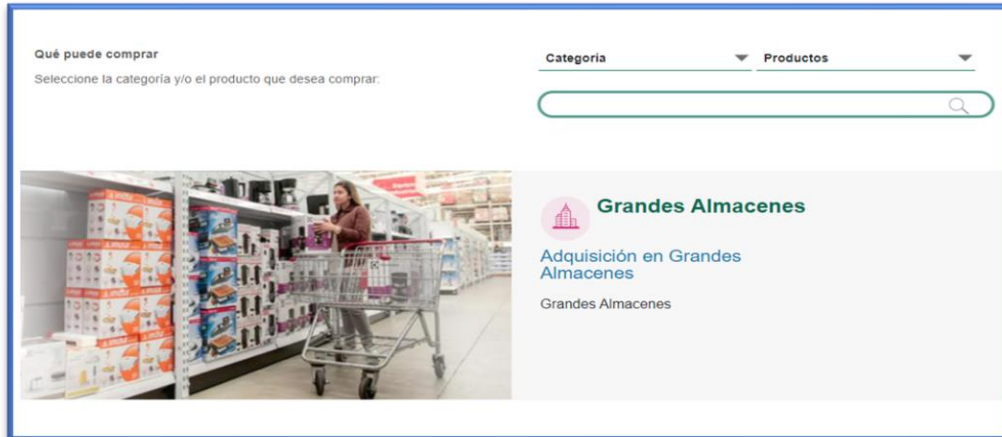 Qué puede comprar
Seleccione la categoría y/o el producto que desea comprar:
Categoría
Productos
Grandes Almacenes
Adquisición en Grandes
Almacenes
Grandes Almacenes